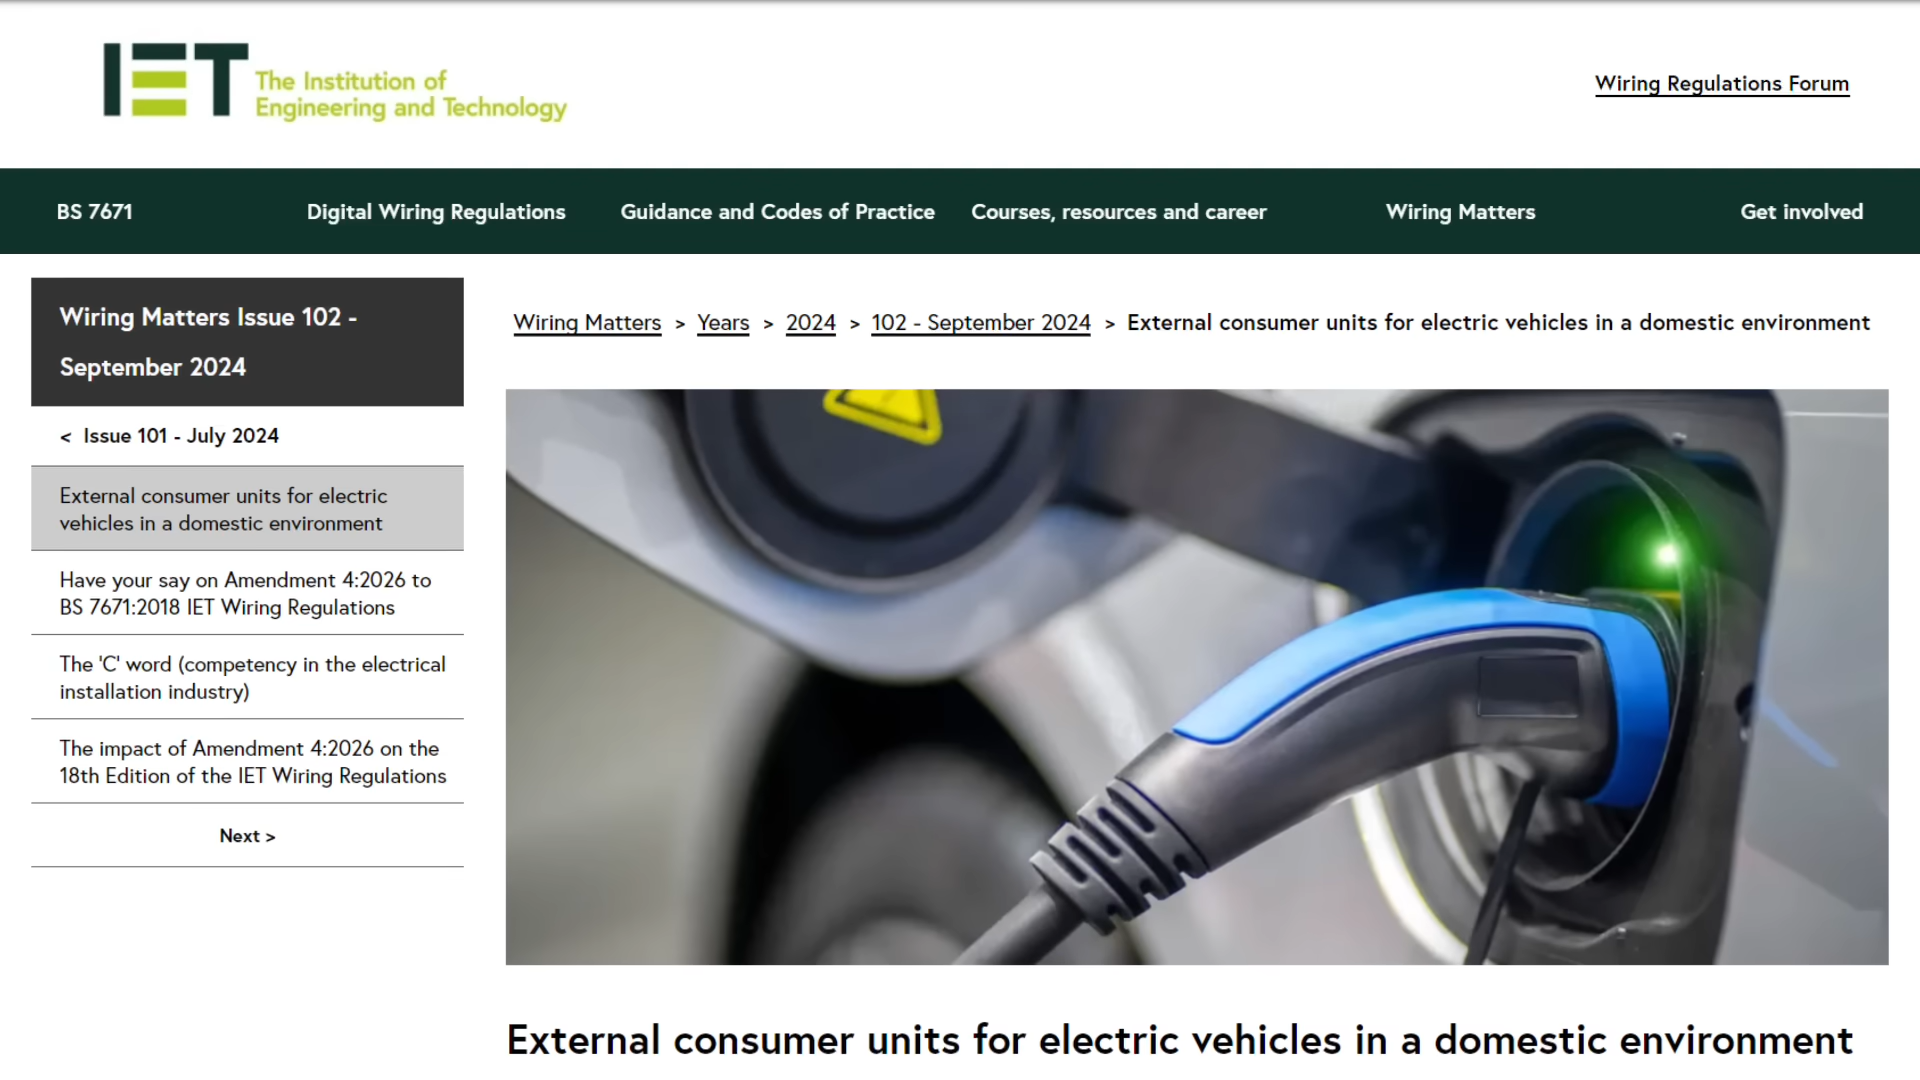 IET The Institution of
Engineering and Technology
Wiring Regulations Forum
BS 7671
Digital Wiring Regulations
Guidance and Codes of Practice
Courses, resources and career
Wiring Matters
Get involved
Wiring Matters Issue 102 -
September 2024
< Issue 101 - July 2024
External consumer units for electric
vehicles in a domestic environment
Have your say on Amendment 4:2026 to
BS 7671:2018 IET Wiring Regulations
The 'C' word (competency in the electrical
installation industry)
The impact of Amendment 4:2026 on the
18th Edition of the IET Wiring Regulations
Next >
Wiring Matters > Years > 2024 > 102 - September 2024 > External consumer units for electric vehicles in a domestic environment
External consumer units for electric vehicles in a domestic environment